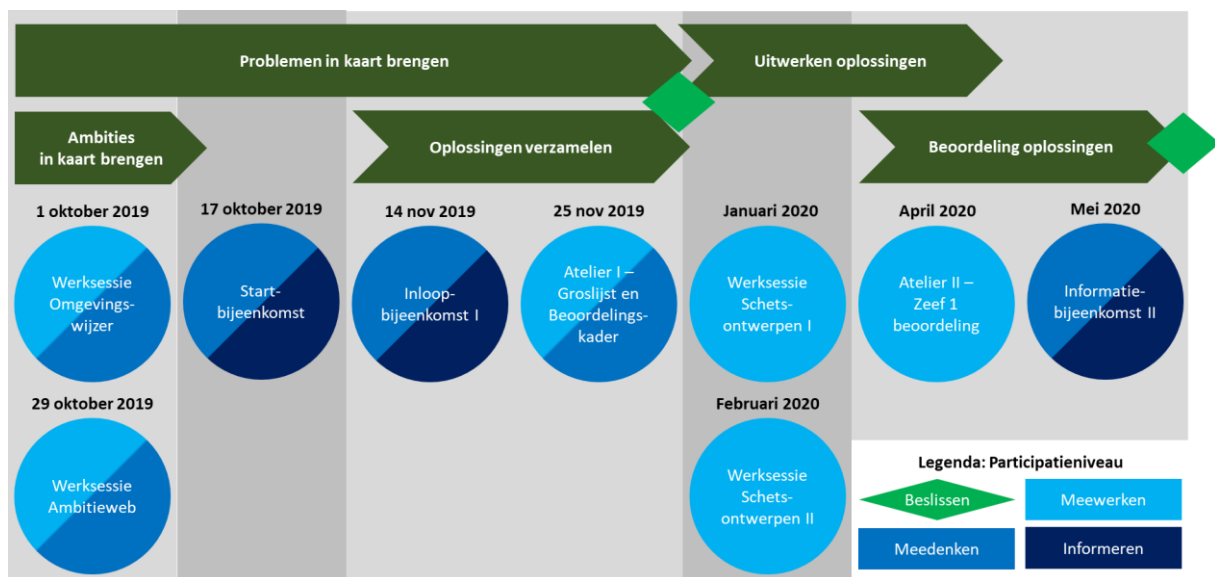 Problemen in kaart brengen
Uitwerken oplossingen
Ambities
in kaart brengen
Oplossingen verzamelen
Beoordeling oplossingen
1 oktober 2019
17 oktober 2019
14 nov 2019
25 nov 2019
Januari 2020
April 2020
Mei 2020
Werksessie
Omgevings-
wijzer
Start-
bijeenkomst
Inloop-
bijeenkomst I
Atelier I –
Groslijst en
Beoordelings-
kader
Werksessie
Schets-
ontwerpen I
Atelier II –
Zeef 1
beoordeling
Informatie-
bijeenkomst II
29 oktober 2019
Februari 2020
Werksessie
Ambitieweb
Werksessie
Schets-
ontwerpen II
Legenda: Participatieniveau
Beslissen
Meewerken
Meedenken
Informeren